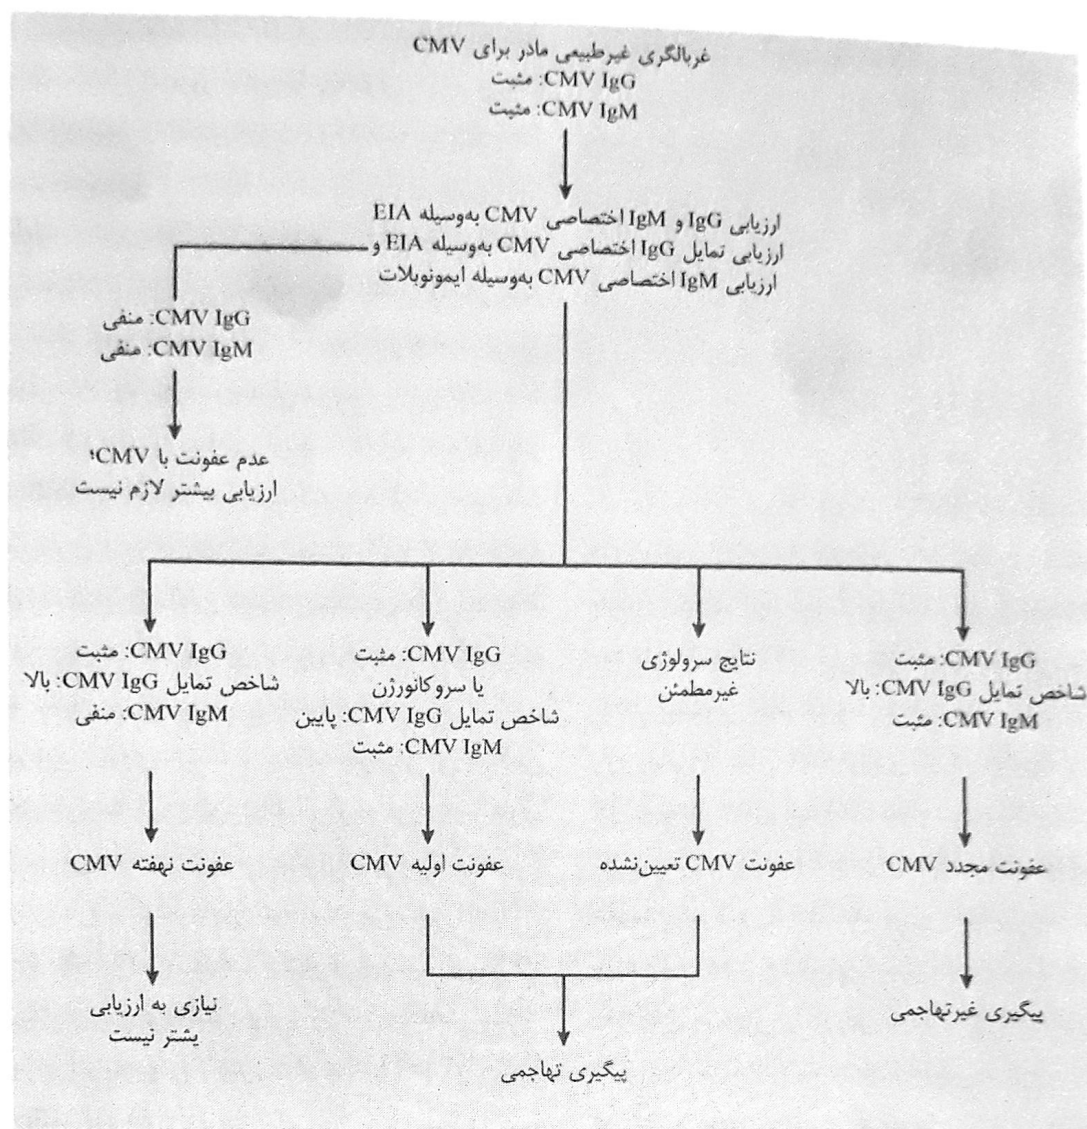 غربالگری غیرطبیعی مادر برای CMV
CMV IgG: مثبت
CMV IgM: مثبت
ارزیابی IgG و IgM اختصاصی CMV به‌وسیله EIA
ارزیابی تمایل IgG اختصاصی CMV به‌وسیله EIA و
ارزیابی IgM اختصاصی CMV به‌وسیله ایمونوبلات
CMV IgG: منفی
CMV IgM: منفی
عدم عفونت با CMV؛
ارزیابی بیشتر لازم نیست
CMV IgG: مثبت
شاخص تمایل CMV IgG: بالا
CMV IgM: مثبت
نتایج سرولوژی
غیرمطمئن
CMV IgG: مثبت
یا سروکانورژن
شاخص تمایل CMV IgG: پایین
CMV IgM: مثبت
CMV IgG: مثبت
شاخص تمایل CMV IgG: بالا
CMV IgM: منفی
عفونت مجدد CMV
عفونت CMV تعیین‌نشده
عفونت اولیه CMV
عفونت نهفته CMV
پیگیری غیرتهاجمی
پیگیری تهاجمی
نیازی به ارزیابی
یشتر نیست